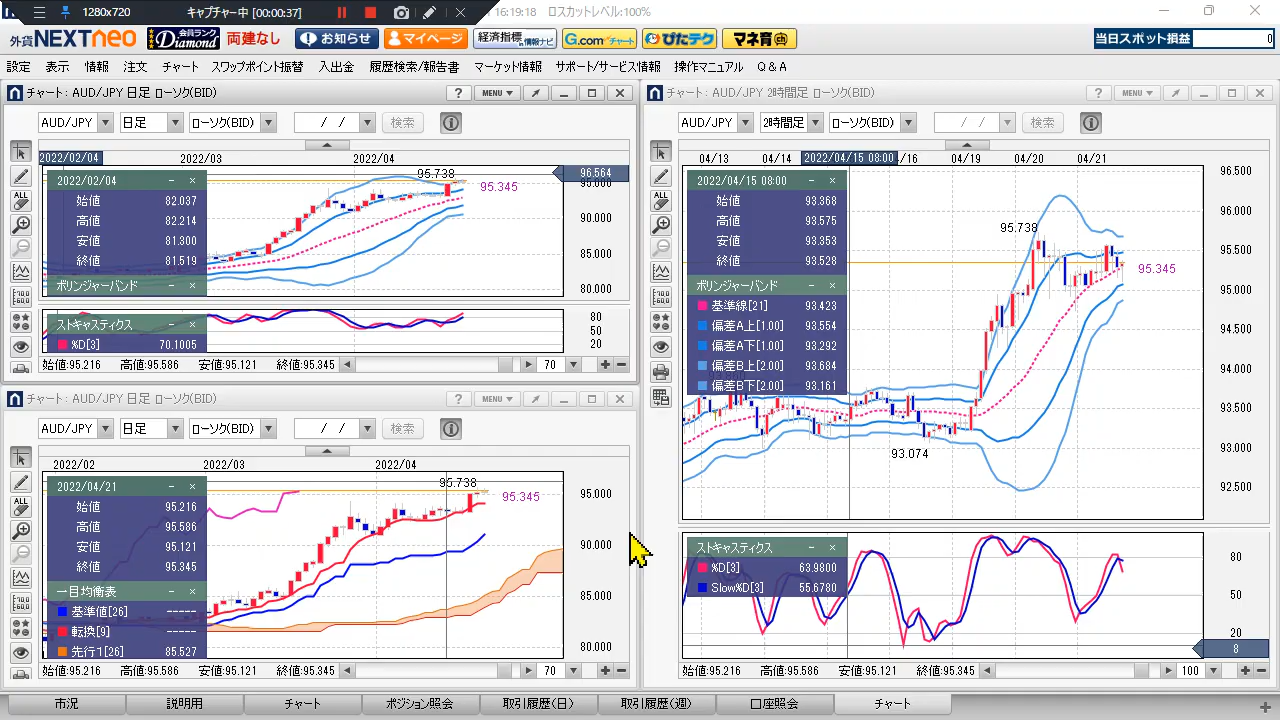 1280x720 キャプチャー中 [00:00:37] 16:19:18 ロスカットレベル:100%
外貨NEXTneo 会員ランク Diamond 両建なし お知らせ マイページ 経済指標&情報ナビ G.comチャート ぴたテク マネ育 当日スポット損益 0
設定 表示 情報 注文 チャート スワップポイント振替 入出金 履歴検索/報告書 マーケット情報 サポート/サービス情報 操作マニュアル Q&A
チャート: AUD/JPY 日足 ローソク(BID) ? MENU
AUD/JPY 日足 ローソク(BID) / / 検索
2022/02/04 2022/03 2022/04
ALL
2022/02/04
始値 82.037
高値 82.214
安値 81.300
終値 81.519
ボリンジャーバンド
95.738
95.345
96.564
95.000
90.000
85.000
80.000
ストキャスティクス
%D[3] 70.1005
80
50
20
始値:95.216 高値:95.586 安値:95.121 終値:95.345 70
チャート: AUD/JPY 日足 ローソク(BID) ? MENU
AUD/JPY 日足 ローソク(BID) / / 検索
2022/02 2022/03 2022/04
ALL
2022/04/21
始値 95.216
高値 95.586
安値 95.121
終値 95.345
一目均衡表
基準値[26] -----
転換[9] -----
先行1[26] 85.527
95.738
95.345
95.000
90.000
85.000
80.000
始値:95.216 高値:95.586 安値:95.121 終値:95.345 70
チャート: AUD/JPY 2時間足 ローソク(BID) ? MENU
AUD/JPY 2時間足 ローソク(BID) / / 検索
04/13 04/14 2022/04/15 08:00 /16 04/19 04/20 04/21
ALL
2022/04/15 08:00
始値 93.368
高値 93.575
安値 93.353
終値 93.528
ボリンジャーバンド
基準線[21] 93.423
偏差A上[1.00] 93.554
偏差A下[1.00] 93.292
偏差B上[2.00] 93.684
偏差B下[2.00] 93.161
95.738
95.345
93.074
96.500
96.000
95.500
95.000
94.500
94.000
93.500
93.000
92.500
ストキャスティクス
%D[3] 63.9800
Slow%D[3] 55.6780
80
50
20
8
始値:95.216 高値:95.586 安値:95.121 終値:95.345 100
市況 説明用 チャート ポジション照会 取引履歴(日) 取引履歴(週) 口座照会 チャート